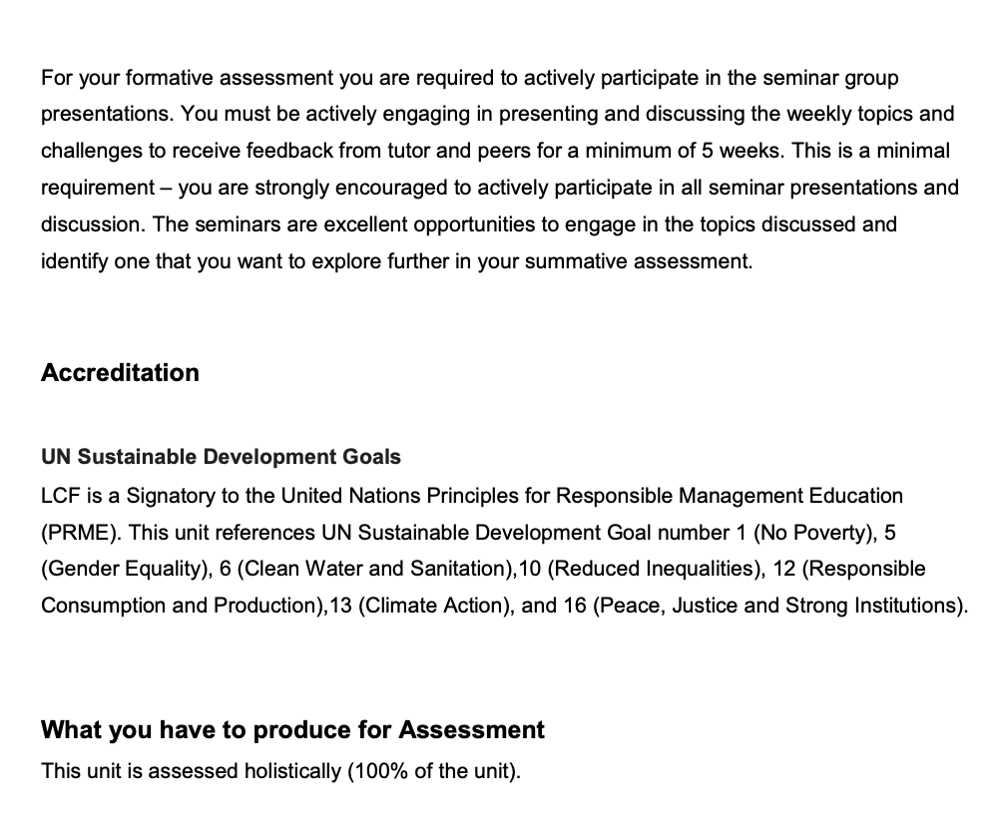 For your formative assessment you are required to actively participate in the seminar group
presentations. You must be actively engaging in presenting and discussing the weekly topics and
challenges to receive feedback from tutor and peers for a minimum of 5 weeks. This is a minimal
requirement – you are strongly encouraged to actively participate in all seminar presentations and
discussion. The seminars are excellent opportunities to engage in the topics discussed and
identify one that you want to explore further in your summative assessment.
Accreditation
UN Sustainable Development Goals
LCF is a Signatory to the United Nations Principles for Responsible Management Education
(PRME). This unit references UN Sustainable Development Goal number 1 (No Poverty), 5
(Gender Equality), 6 (Clean Water and Sanitation),10 (Reduced Inequalities), 12 (Responsible
Consumption and Production),13 (Climate Action), and 16 (Peace, Justice and Strong Institutions).
What you have to produce for Assessment
This unit is assessed holistically (100% of the unit).